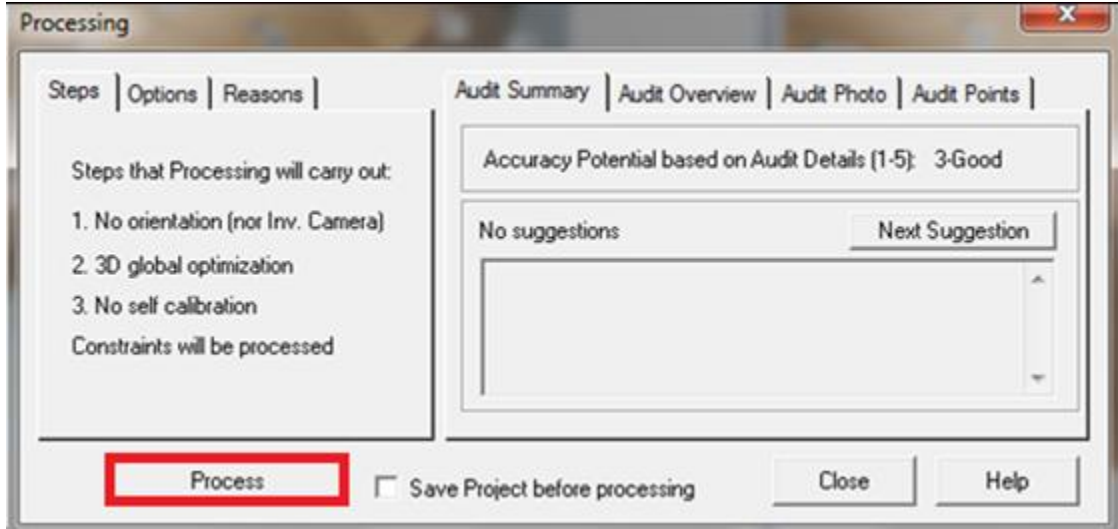 Processing
Steps Options Reasons
Steps that Processing will carry out:
1. No orientation (nor Inv. Camera)
2. 3D global optimization
3. No self calibration
Constraints will be processed
Audit Summary Audit Overview Audit Photo Audit Points
Accuracy Potential based on Audit Details (1-5): 3-Good
No suggestions
Next Suggestion
Process
Save Project before processing
Close
Help